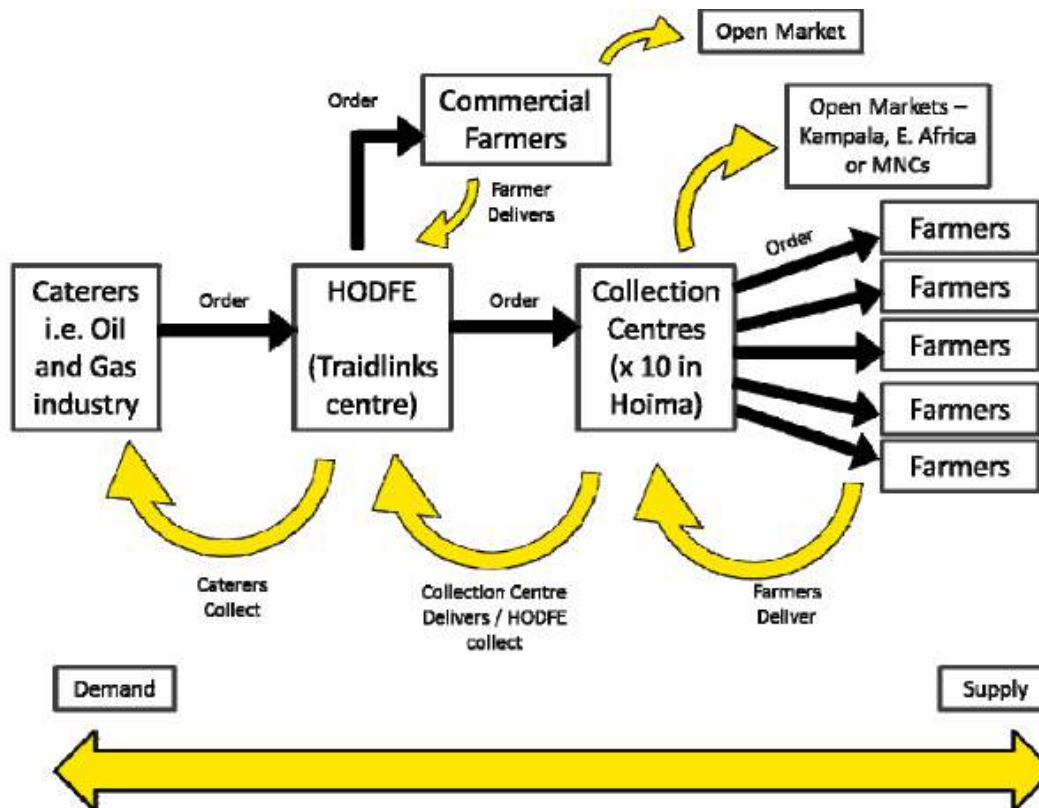 Open Market
Order
Commercial
Farmers
Open Markets –
Kampala, E. Africa
or MNCs
Farmer
Delivers
Order
Farmers
Caterers
i.e. Oil
and Gas
industry
Order
HODFE
(Traidlinks
centre)
Order
Collection
Centres
(x 10 in
Hoima)
Farmers
Farmers
Farmers
Farmers
Caterers
Collect
Collection Centre
Delivers / HODFE
collect
Farmers
Deliver
Demand
Supply